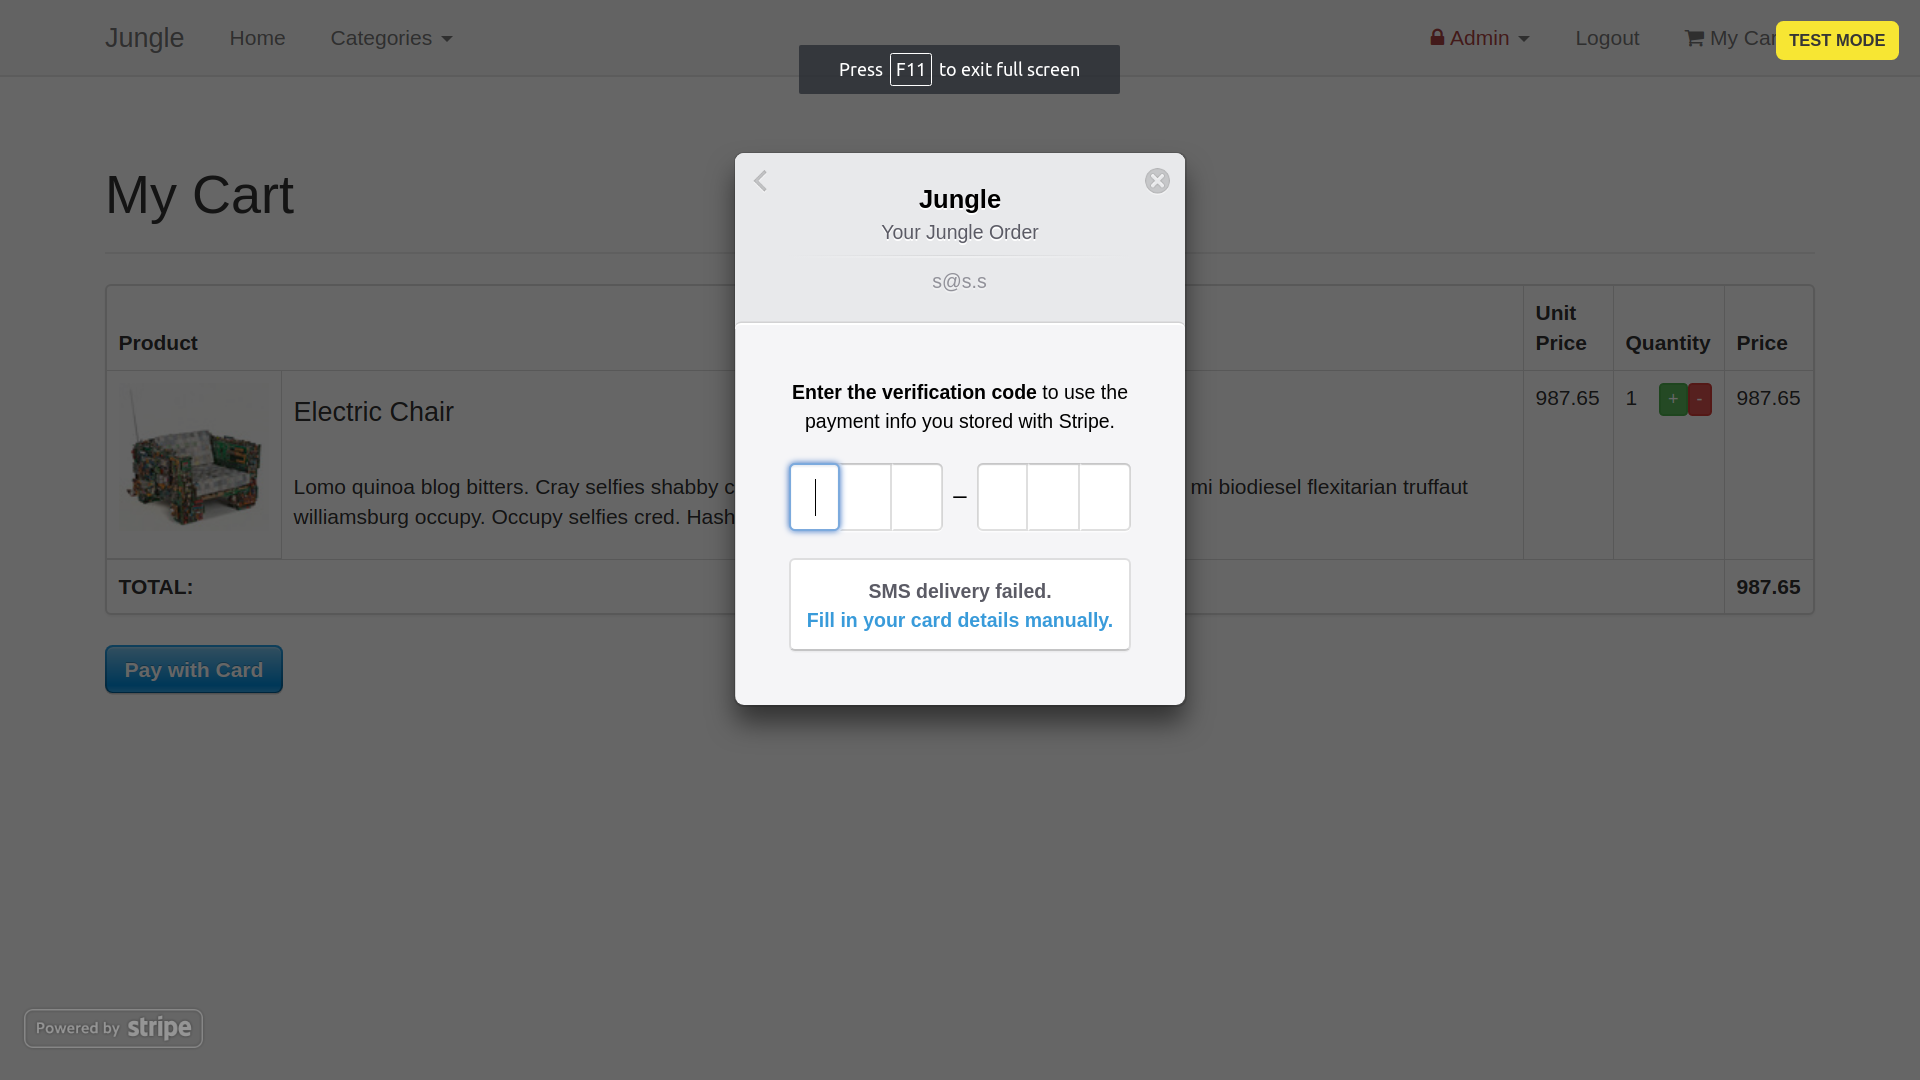 Jungle Home Categories Admin Logout My Car TEST MODE
Press F11 to exit full screen
My Cart
Jungle
Your Jungle Order
s@s.s
Product Unit Price Quantity Price
Electric Chair 987.65 1 + - 987.65
Lomo quinoa blog bitters. Cray selfies shabby c mi biodiesel flexitarian truffaut
williamsburg occupy. Occupy selfies cred. Hash
Enter the verification code to use the
payment info you stored with Stripe.
–
SMS delivery failed.
Fill in your card details manually.
TOTAL: 987.65
Pay with Card
Powered by stripe